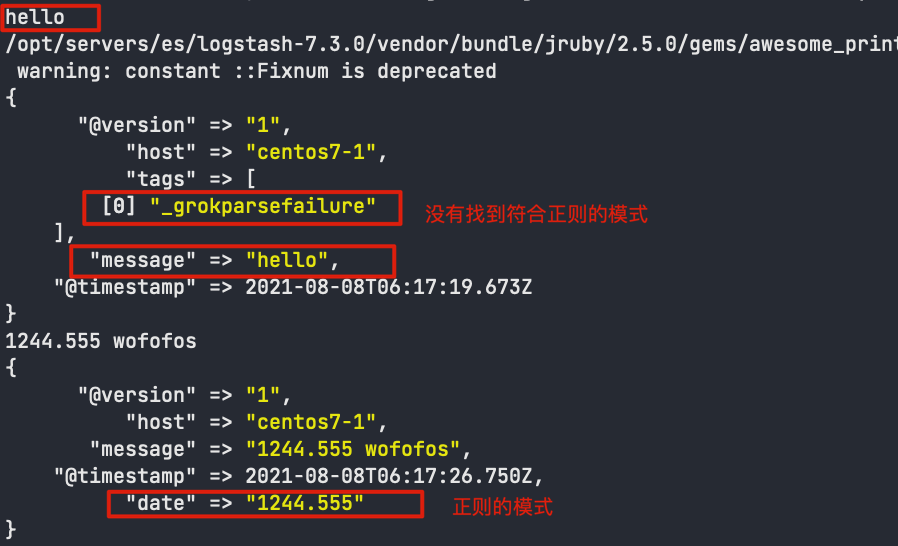 hello
/opt/servers/es/logstash-7.3.0/vendor/bundle/jruby/2.5.0/gems/awesome_print
warning: constant ::Fixnum is deprecated
{
"@version" => "1",
"host" => "centos7-1",
"tags" => [
[0] "_grokparsefailure" 没有找到符合正则的模式
],
"message" => "hello",
"@timestamp" => 2021-08-08T06:17:19.673Z
}
1244.555 wofofos
{
"@version" => "1",
"host" => "centos7-1",
"message" => "1244.555 wofofos",
"@timestamp" => 2021-08-08T06:17:26.750Z,
"date" => "1244.555" 正则的模式
}